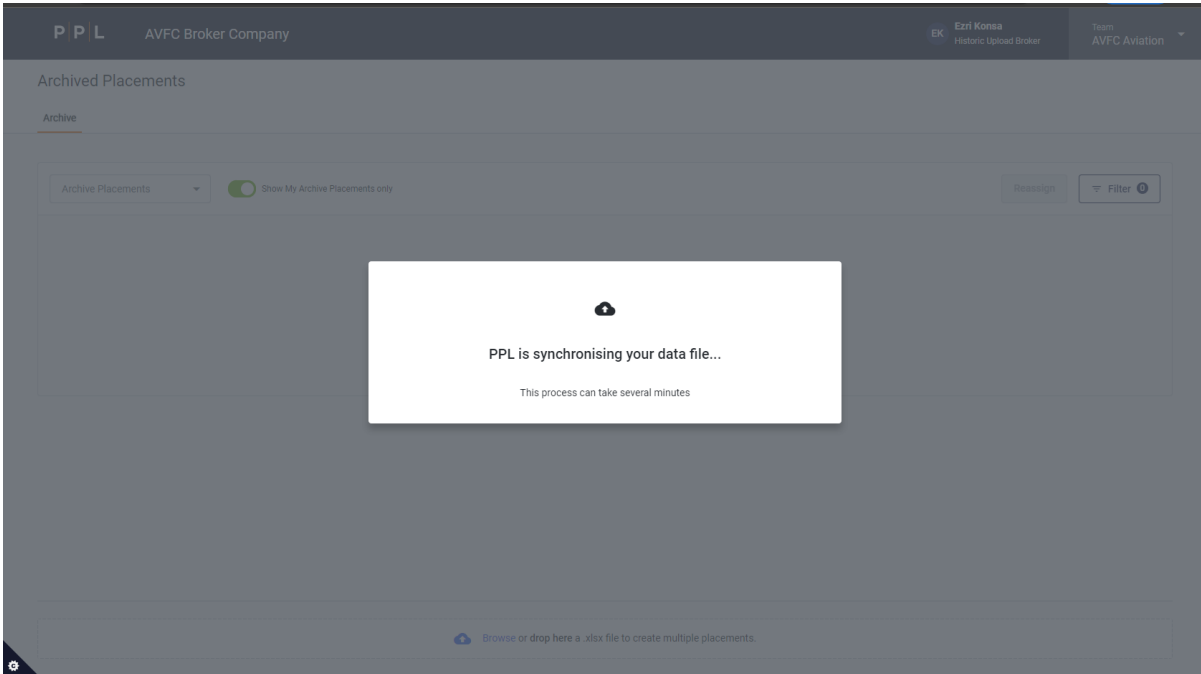 P|P|L
AVFC Broker Company
EK
Ezri Konsa
Historic Upload Broker
Team
AVFC Aviation
Archived Placements
Archive
Archive Placements
Show My Archive Placements only
Reassign
Filter 0
PPL is synchronising your data file...
This process can take several minutes
Browse or drop here a .xlsx file to create multiple placements.